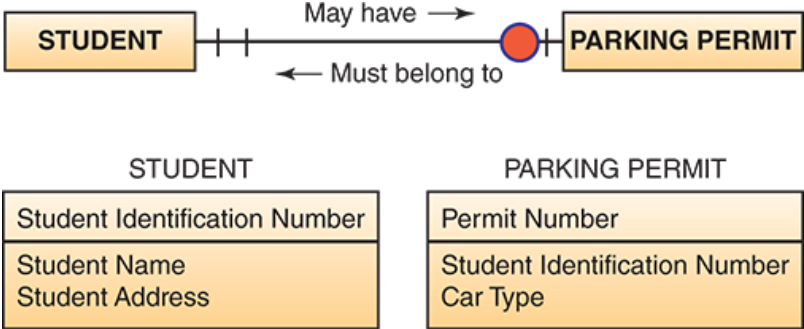 May have
STUDENT
PARKING PERMIT
Must belong to
STUDENT
Student Identification Number
Student Name
Student Address
PARKING PERMIT
Permit Number
Student Identification Number
Car Type